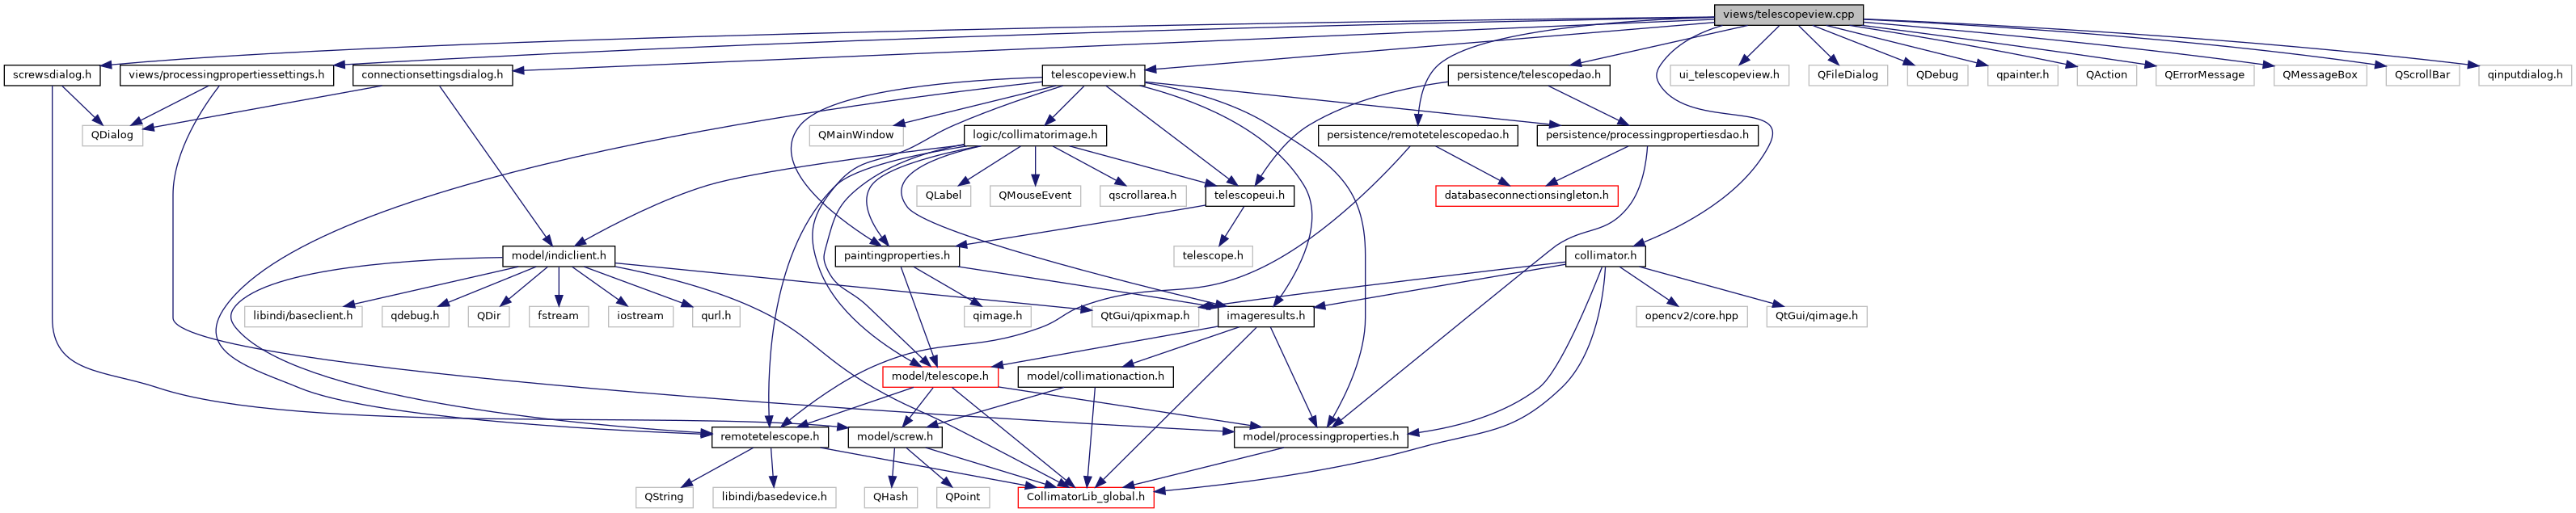 views/telescopeview.cpp
screwsdialog.h
views/processingpropertiessettings.h
connectionsettingsdialog.h
telescopeview.h
persistence/telescopedao.h
ui_telescopeview.h
QFileDialog
QDebug
qpainter.h
QAction
QErrorMessage
QMessageBox
QScrollBar
qinputdialog.h
QDialog
QMainWindow
logic/collimatorimage.h
persistence/remotetelescopedao.h
persistence/processingpropertiesdao.h
QLabel
QMouseEvent
qscrollarea.h
telescopeui.h
databaseconnectionsingleton.h
model/indiclient.h
paintingproperties.h
telescope.h
collimator.h
libindi/baseclient.h
qdebug.h
QDir
fstream
iostream
qurl.h
qimage.h
QtGui/qpixmap.h
imageresults.h
opencv2/core.hpp
QtGui/qimage.h
model/telescope.h
model/collimationaction.h
remotetelescope.h
model/screw.h
model/processingproperties.h
QString
libindi/basedevice.h
QHash
QPoint
CollimatorLib_global.h